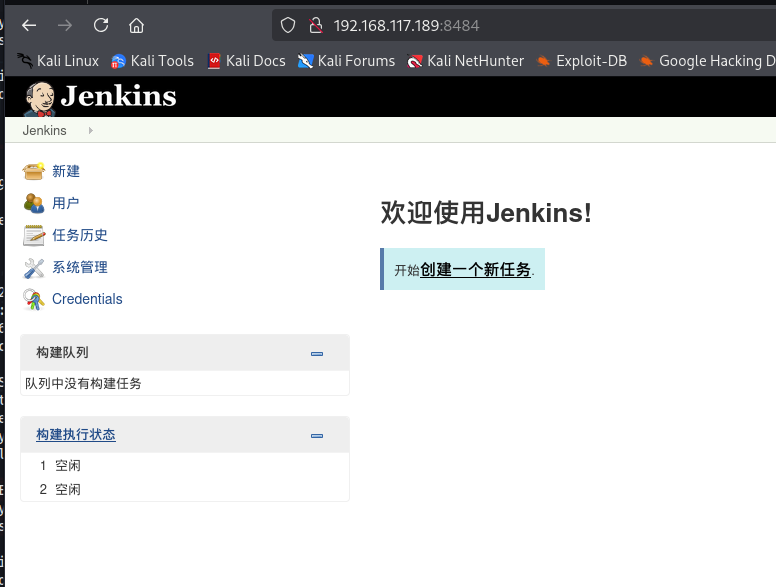 192.168.117.189:8484
Kali Linux Kali Tools Kali Docs Kali Forums Kali NetHunter Exploit-DB Google Hacking D
Jenkins
Jenkins
新建
用户
任务历史
系统管理
Credentials
欢迎使用Jenkins!
开始创建一个新任务.
构建队列
队列中没有构建任务
构建执行状态
1 空闲
2 空闲